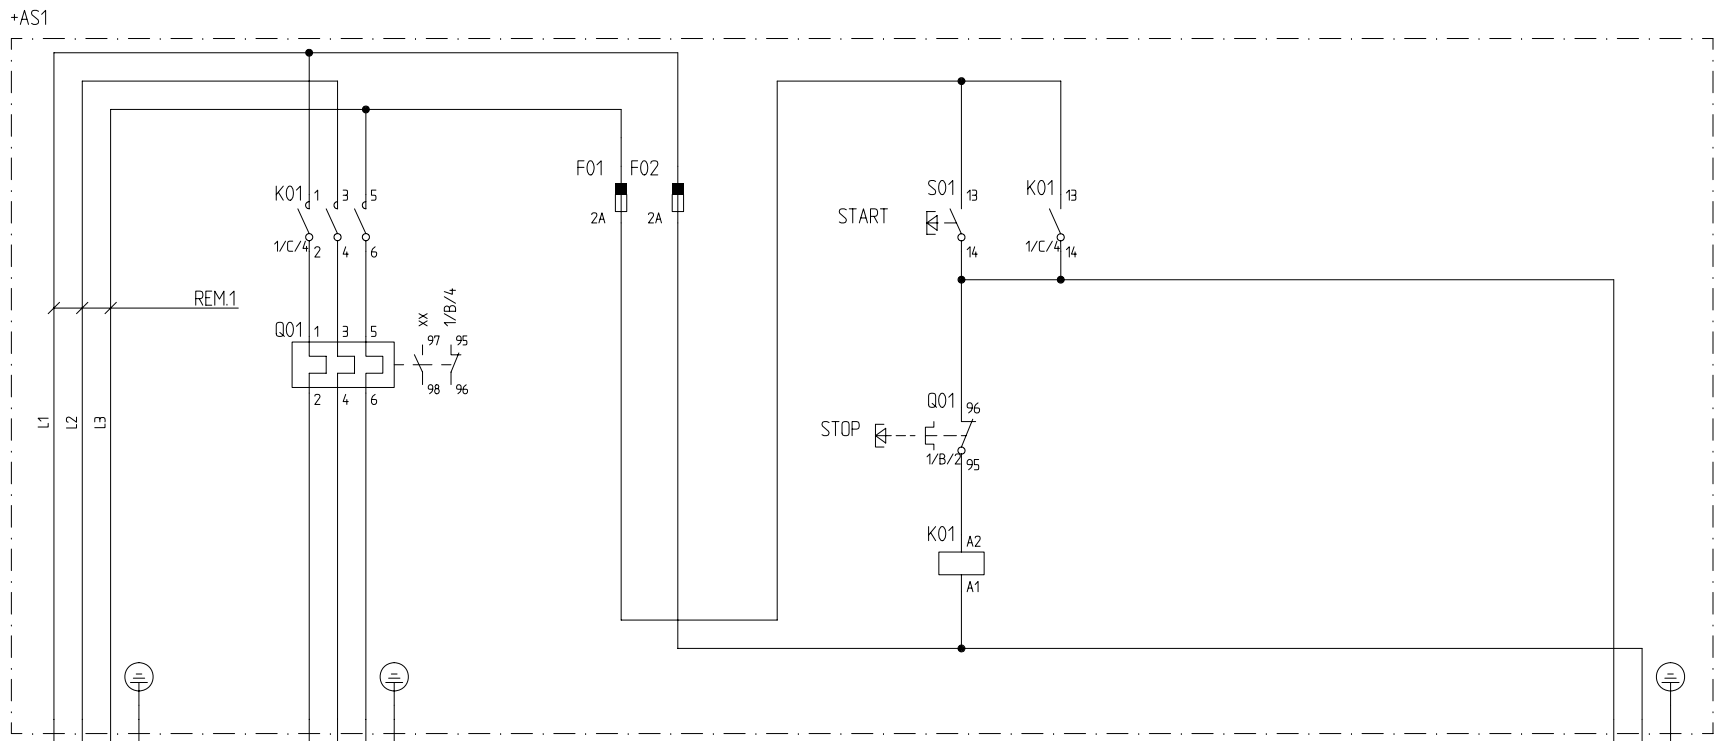 +AS1
F01 F02
K01 1 3 5
S01 13 K01 13
2A 2A
START
1/C/4 2 4 6
14 1/C/4 14
REM.1
Q01 1 3 5
xx 1/B/4
97 95
98 96
2 4 6
L1 L2 L3
Q01 96
STOP
1/B/2 95
K01 A2
A1